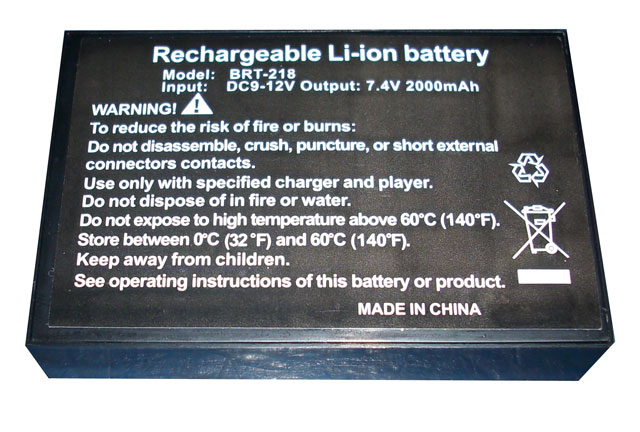 Rechargeable Li-ion battery
Model: BRT-218
Input: DC9-12V Output: 7.4V 2000mAh
WARNING!
To reduce the risk of fire or burns:
Do not disassemble, crush, puncture, or short external
connectors contacts.
Use only with specified charger and player.
Do not dispose of in fire or water.
Do not expose to high temperature above 60°C (140°F).
Store between 0°C (32°F) and 60°C (140°F).
Keep away from children.
See operating instructions of this battery or product.
MADE IN CHINA